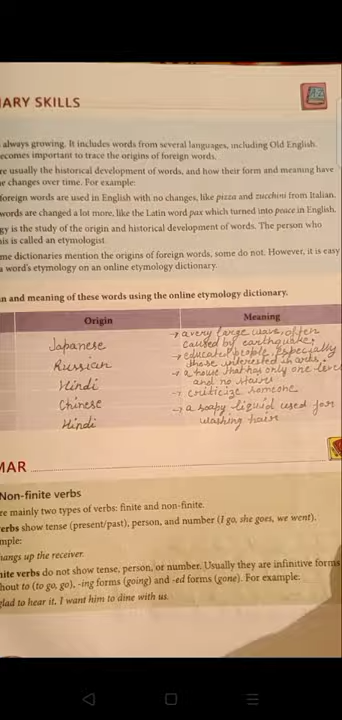 ARY SKILLS
always growing. It includes words from several languages, including Old English.
ecomes important to trace the origins of foreign words.
re usually the historical development of words, and how their form and meaning have
e changes over time. For example:
foreign words are used in English with no changes, like pizza and zucchini from Italian.
words are changed a lot more, like the Latin word pax which turned into peace in English.
gy is the study of the origin and historical development of words. The person who
is is called an etymologist.
me dictionaries mention the origins of foreign words, some do not. However, it is easy
a word's etymology on an online etymology dictionary.
n and meaning of these words using the online etymology dictionary.
Origin Meaning
Japanese → a very large wave, often caused by earthquake.
Russian → educated people, especially those interested in arts.
Hindi → a house that has only one level and no stairs
Chinese → criticize someone
Hindi → a soapy liquid used for washing hair
MAR
Non-finite verbs
re mainly two types of verbs: finite and non-finite.
erbs show tense (present/past), person, and number (I go, she goes, we went).
mple:
hangs up the receiver.
nite verbs do not show tense, person, or number. Usually they are infinitive forms
hout to (to go, go), -ing forms (going) and -ed forms (gone). For example:
glad to hear it. I want him to dine with us.